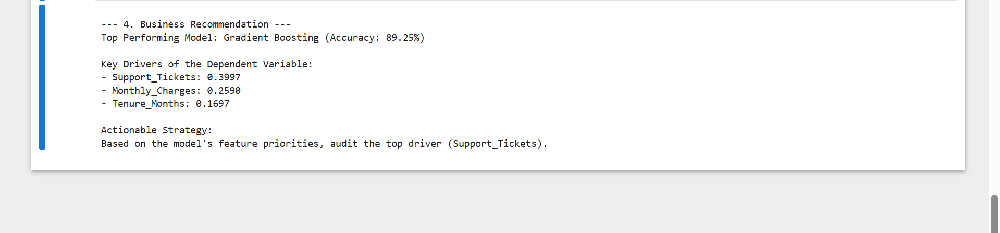 --- 4. Business Recommendation ---
Top Performing Model: Gradient Boosting (Accuracy: 89.25%)
Key Drivers of the Dependent Variable:
- Support_Tickets: 0.3997
- Monthly_Charges: 0.2590
- Tenure_Months: 0.1697
Actionable Strategy:
Based on the model's feature priorities, audit the top driver (Support_Tickets).